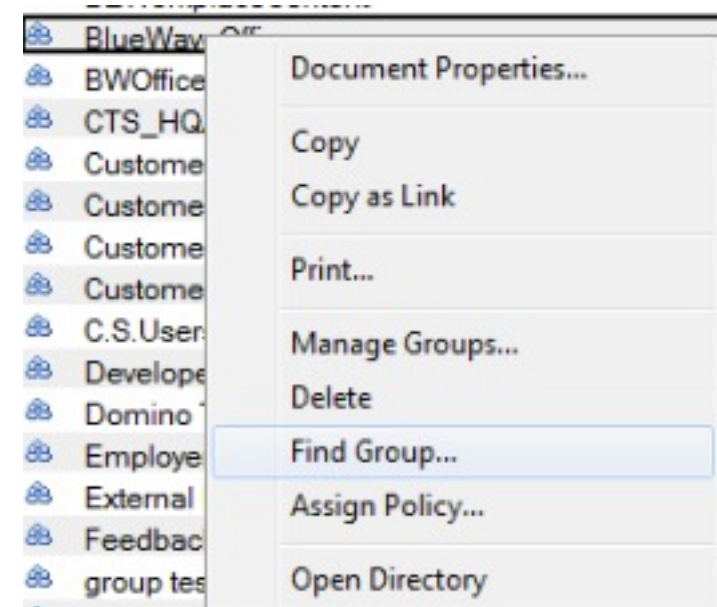 BlueWave
BWOffice
CTS_HQ
Custome
Custome
Custome
Custome
C.S.User
Develope
Domino
Employe
External
Feedbac
group tes
Document Properties...
Copy
Copy as Link
Print...
Manage Groups...
Delete
Find Group...
Assign Policy...
Open Directory